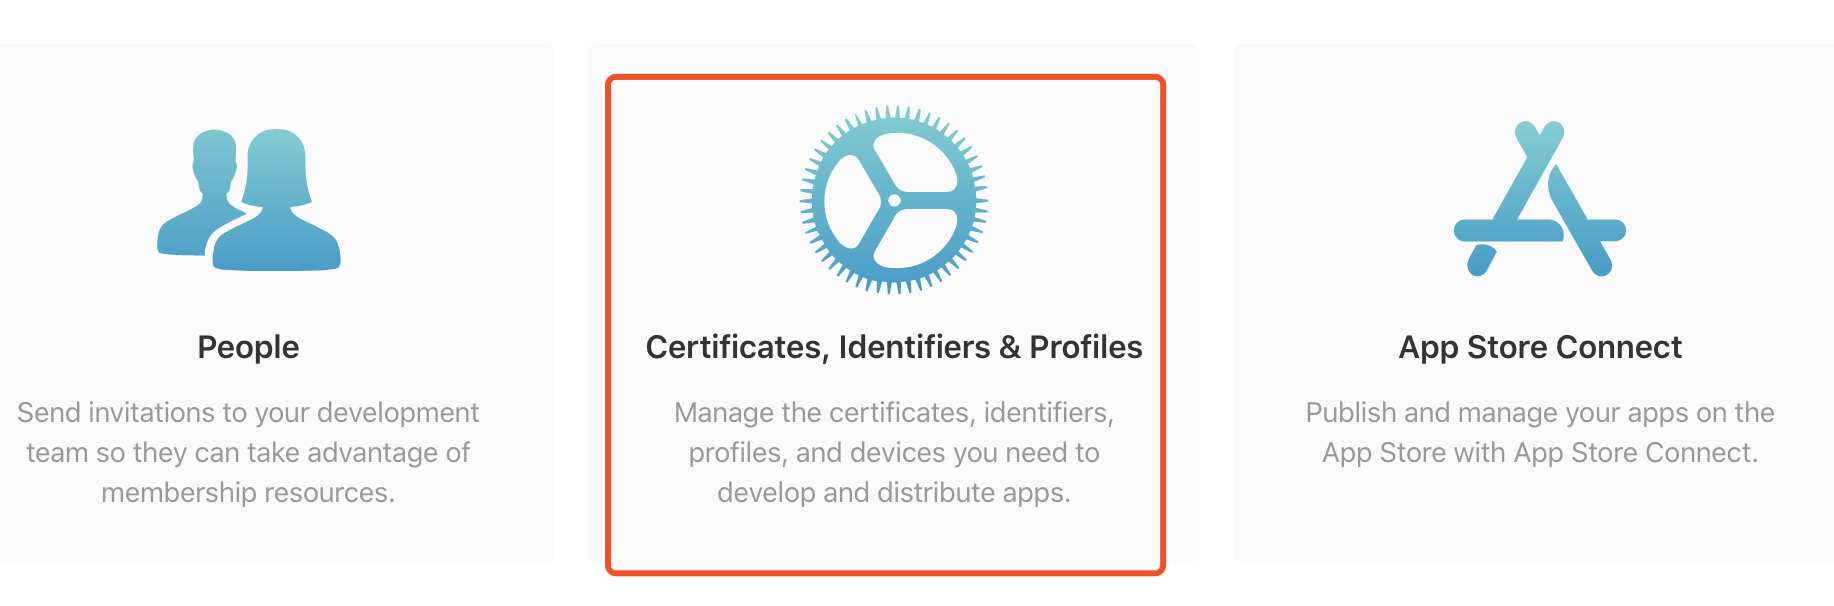 People
Send invitations to your development
team so they can take advantage of
membership resources.
Certificates, Identifiers & Profiles
Manage the certificates, identifiers,
profiles, and devices you need to
develop and distribute apps.
App Store Connect
Publish and manage your apps on the
App Store with App Store Connect.